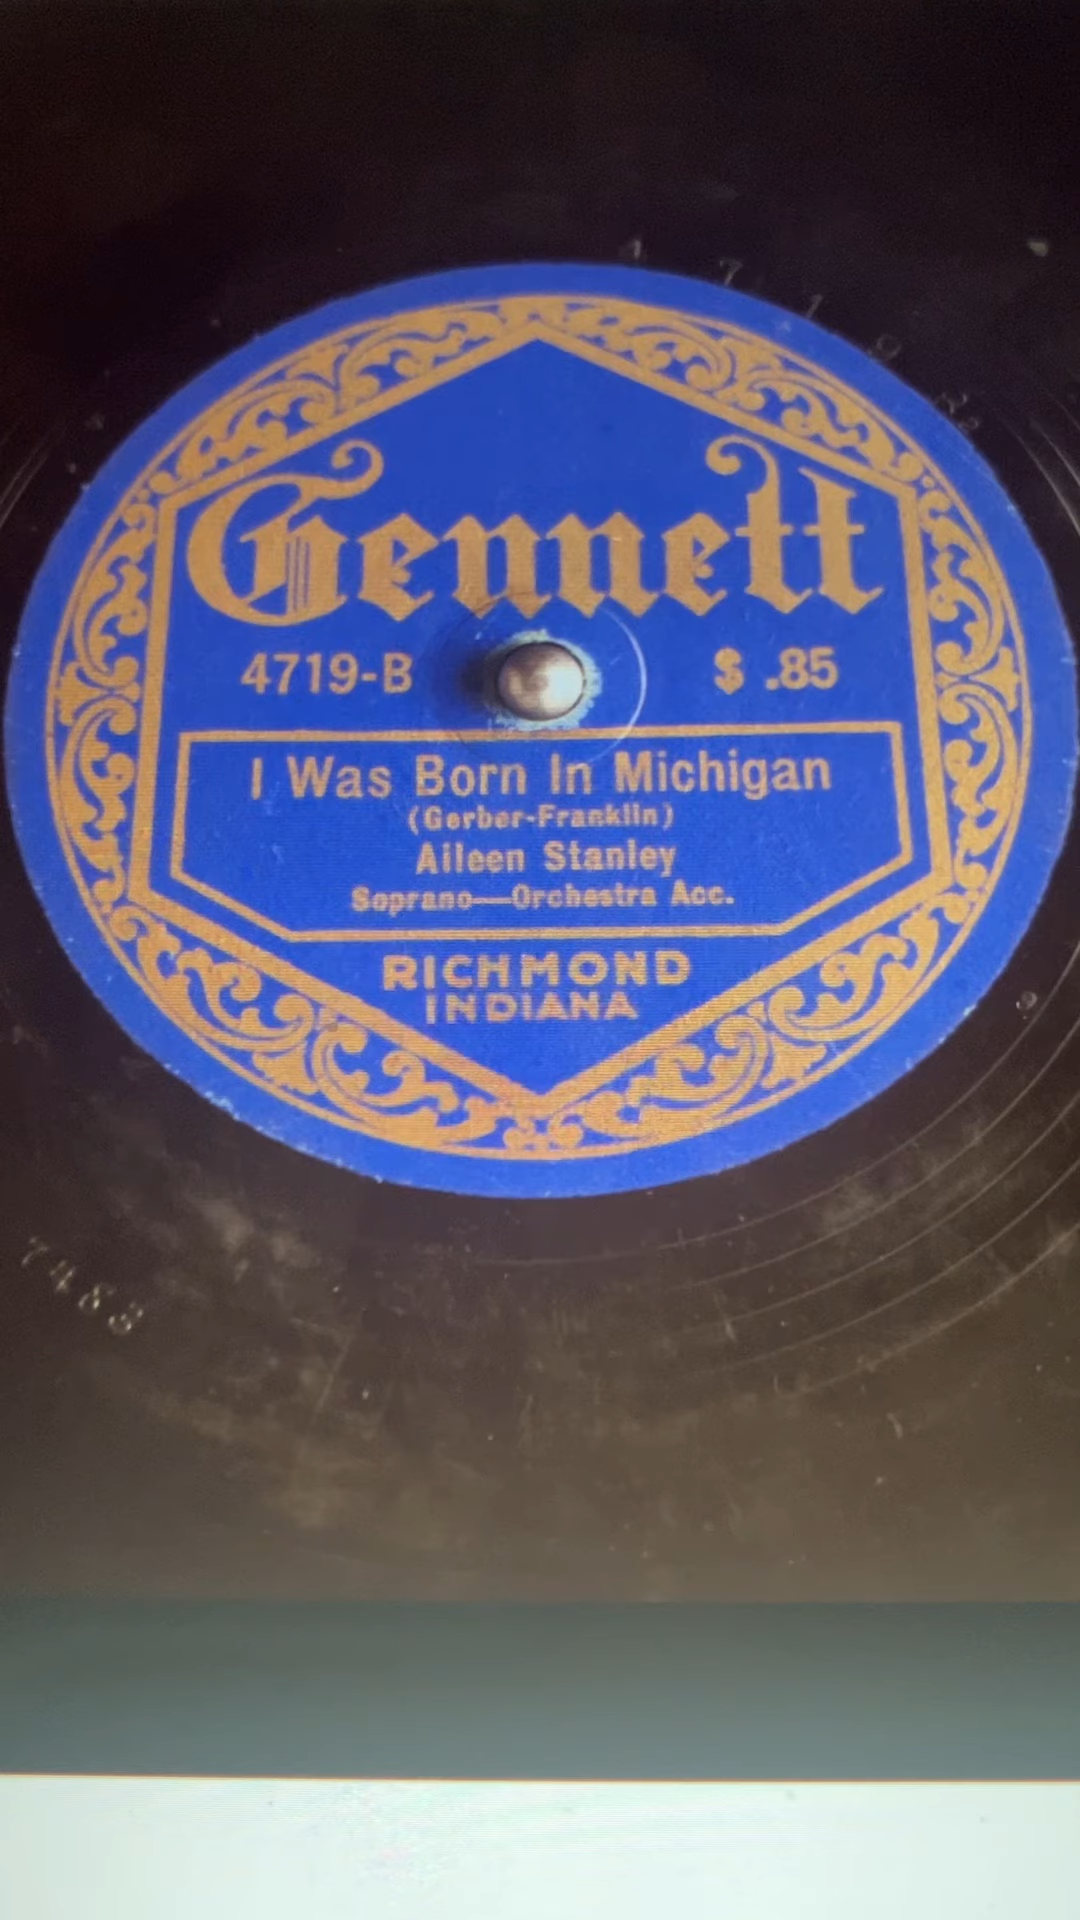 Gennett
4719-B $ .85
I Was Born In Michigan
(Gerber-Franklin)
Aileen Stanley
Soprano—Orchestra Acc.
RICHMOND
INDIANA